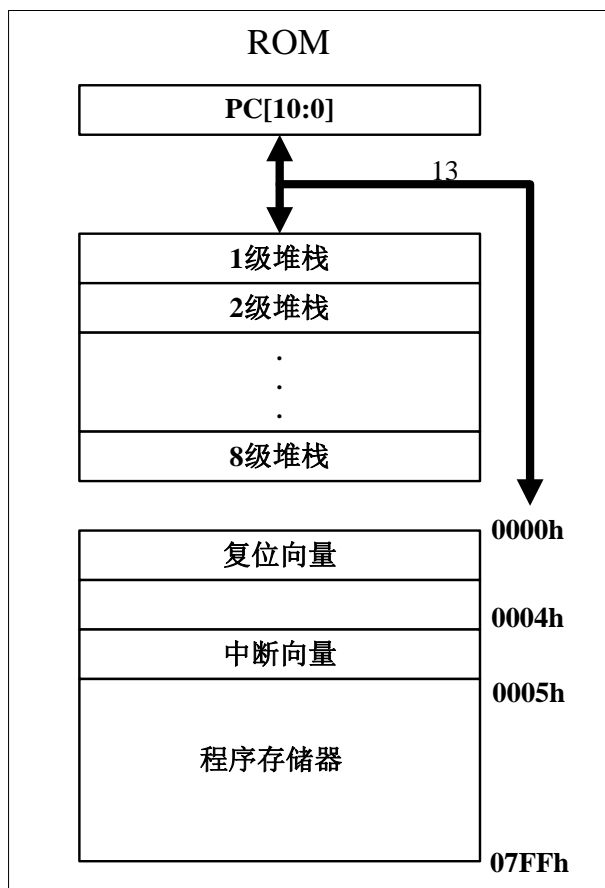 ROM
PC[10:0]
13
1级堆栈
2级堆栈
.
.
.
8级堆栈
0000h
复位向量
0004h
中断向量
0005h
程序存储器
07FFh